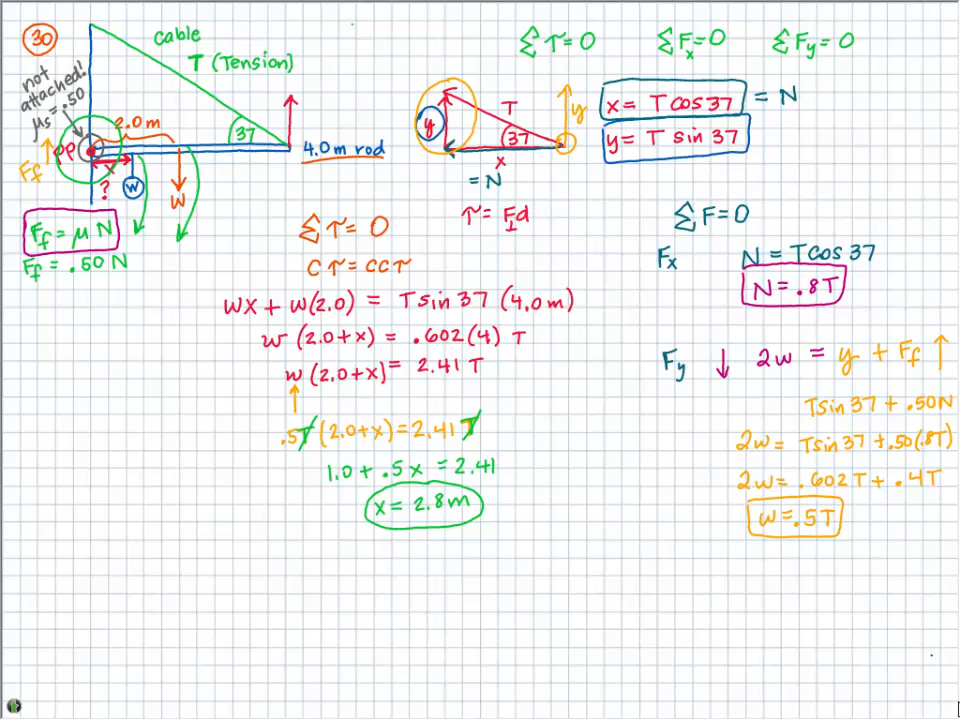 30
cable
T (Tension)
Στ = 0
ΣFx = 0
ΣFy = 0
not attached!
μs = .50
2.0 m
37
4.0 m rod
Ff
PP
x
?
w
W
Ff = μ N
Ff = .50 N
y
T
37
x
= N
y
x = T cos 37 = N
y = T sin 37
τ = F⊥d
Στ = 0
Cτ = CCτ
WX + W(2.0) = T sin 37 (4.0 m)
w (2.0+x) = .602(4) T
w (2.0+x) = 2.41 T
.5T (2.0+x) = 2.41 T
1.0 + .5x = 2.41
x = 2.8m
ΣF = 0
Fx N = T cos 37
N = .8T
Fy ↓ 2w = y + Ff ↑
T sin 37 + .50N
2w = T sin 37 + .50(.8T)
2w = .602T + .4T
w = .5T